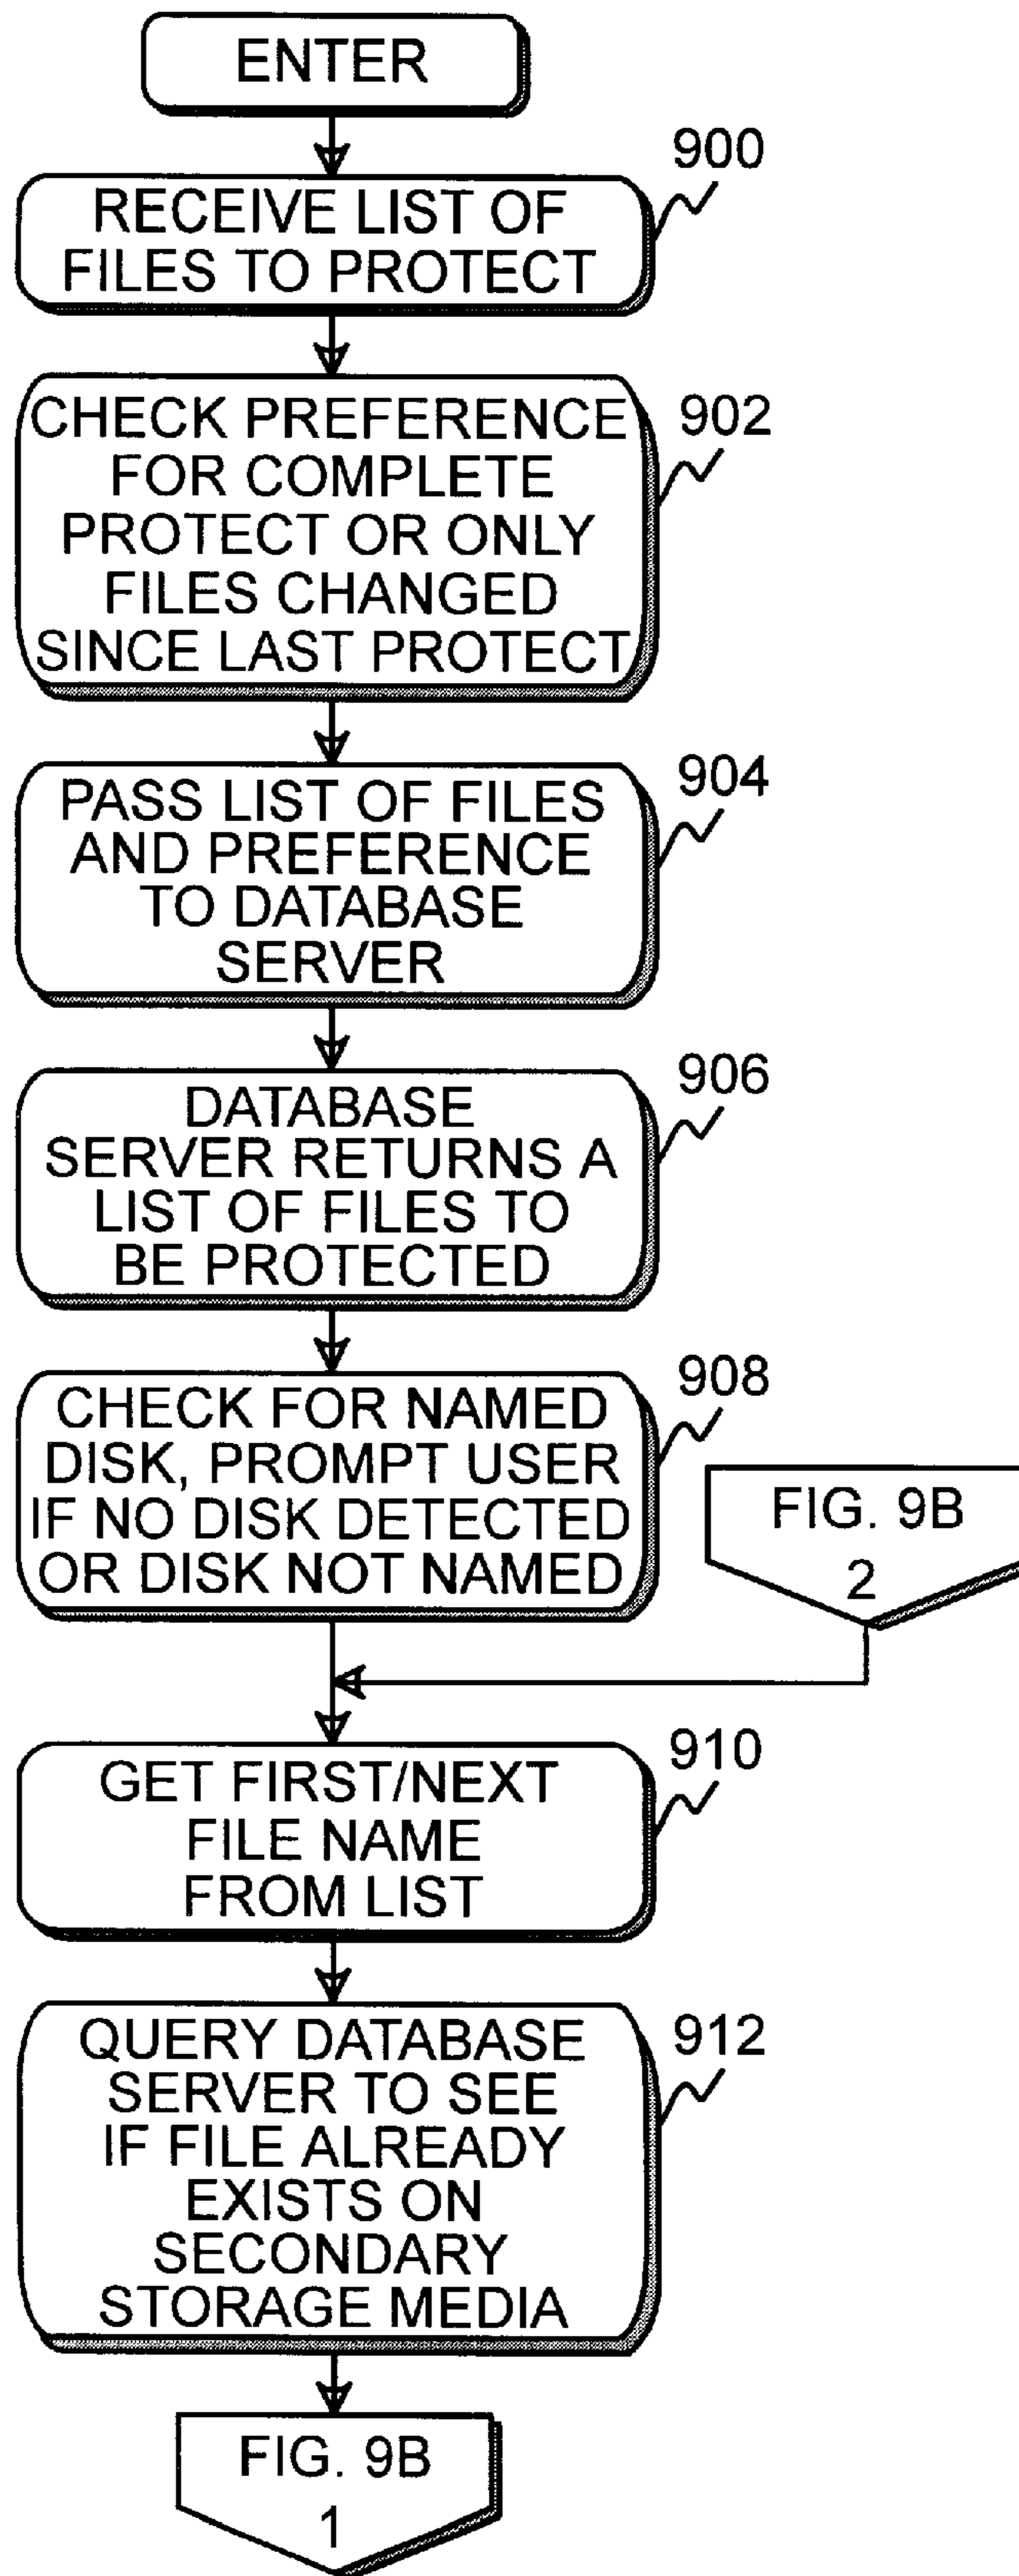 ENTER
900
RECEIVE LIST OF
FILES TO PROTECT
902
CHECK PREFERENCE
FOR COMPLETE
PROTECT OR ONLY
FILES CHANGED
SINCE LAST PROTECT
904
PASS LIST OF FILES
AND PREFERENCE
TO DATABASE
SERVER
906
DATABASE
SERVER RETURNS A
LIST OF FILES TO
BE PROTECTED
908
CHECK FOR NAMED
DISK, PROMPT USER
IF NO DISK DETECTED
OR DISK NOT NAMED
FIG. 9B
2
910
GET FIRST/NEXT
FILE NAME
FROM LIST
912
QUERY DATABASE
SERVER TO SEE
IF FILE ALREADY
EXISTS ON
SECONDARY
STORAGE MEDIA
FIG. 9B
1